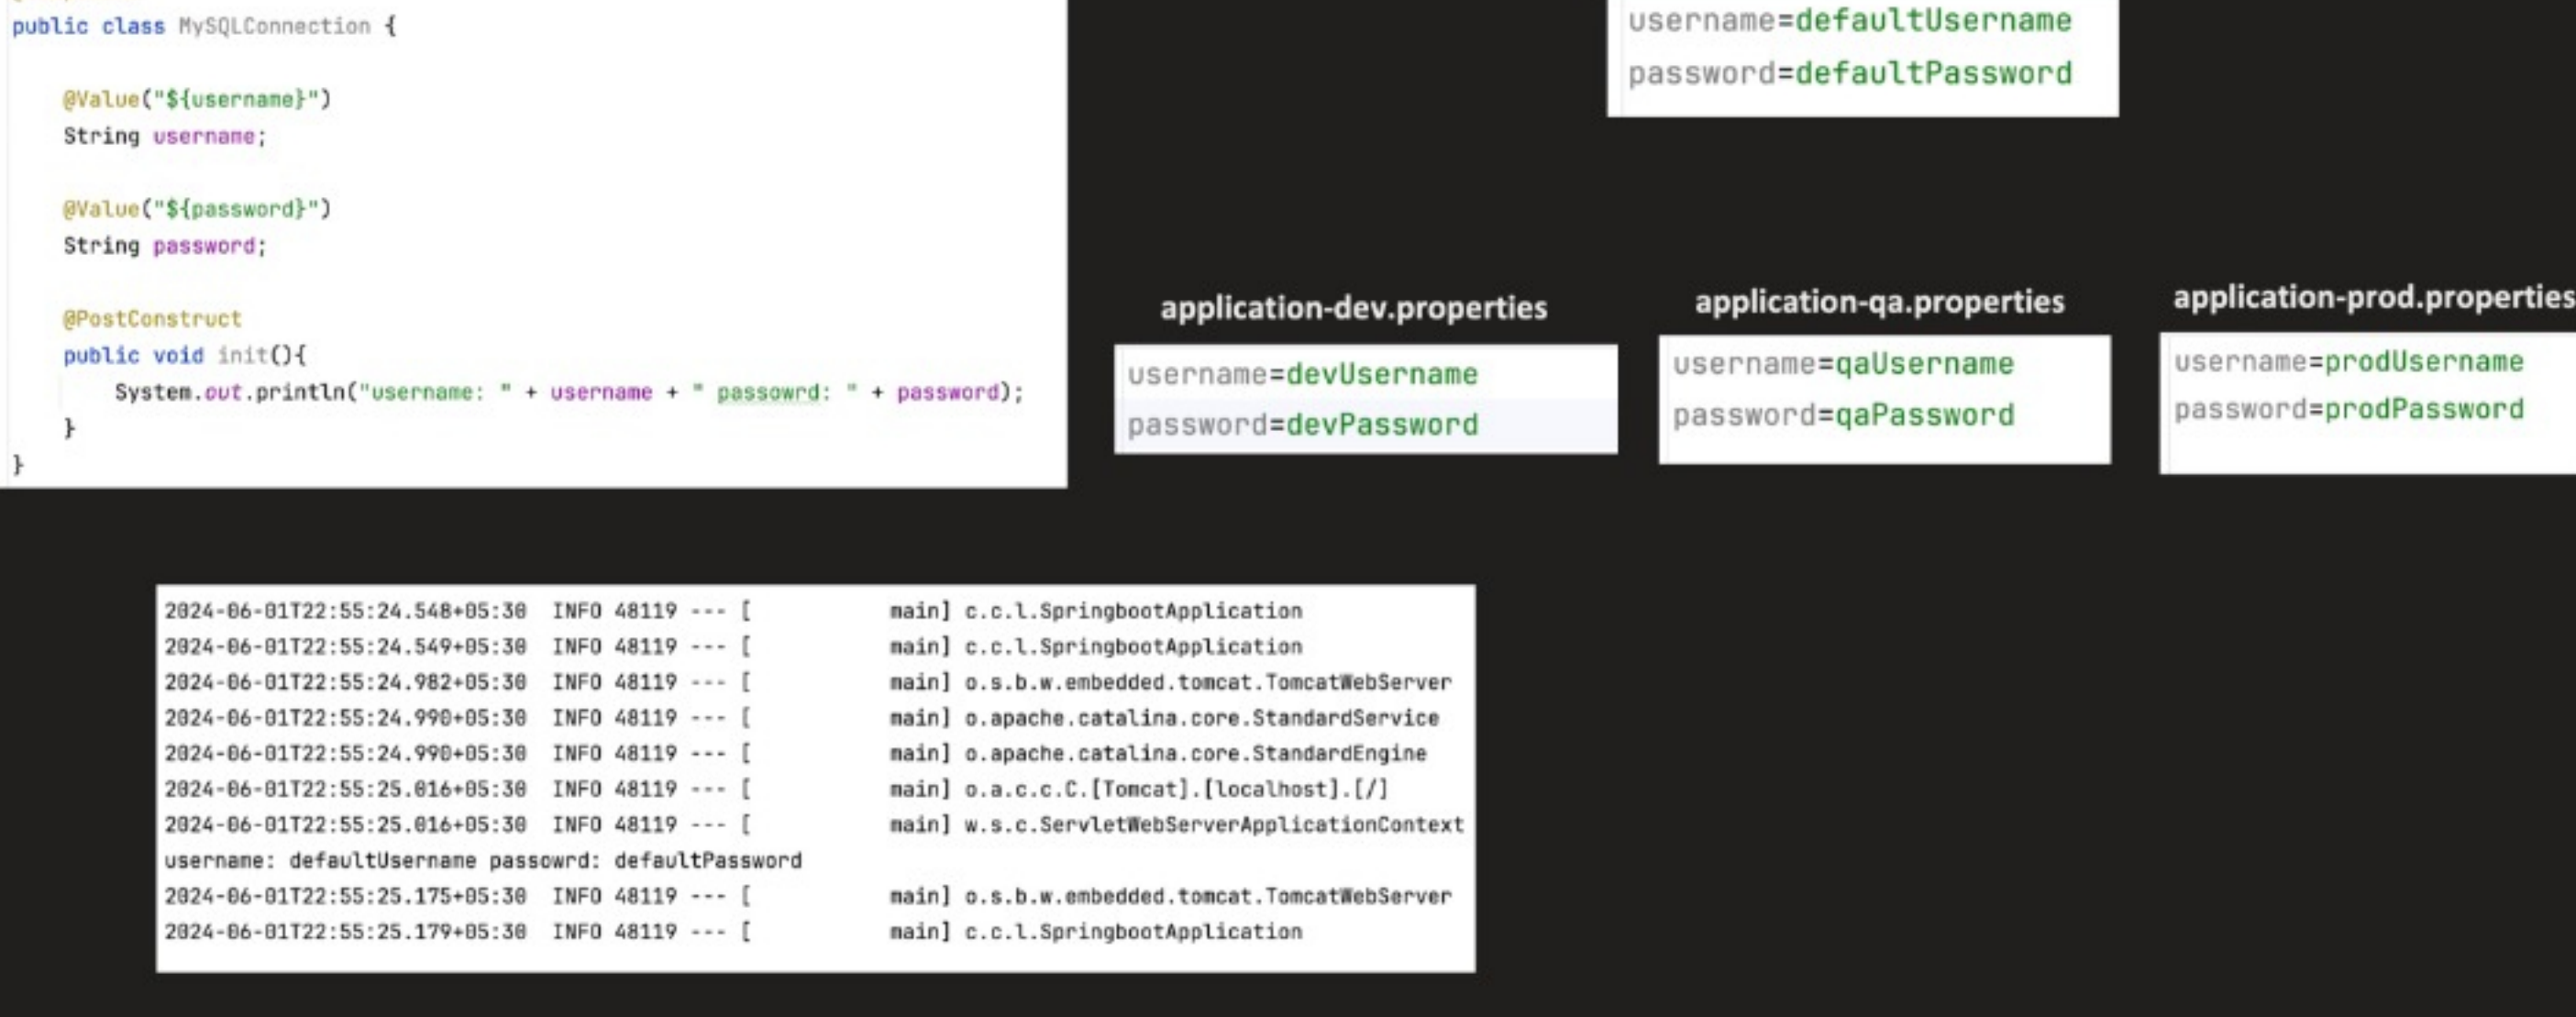 public class MySQLConnection {
@Value("${username}")
String username;
@Value("${password}")
String password;
@PostConstruct
public void init(){
System.out.println("username: " + username + " passowrd: " + password);
}
}
username=defaultUsername
password=defaultPassword
application-dev.properties
username=devUsername
password=devPassword
application-qa.properties
username=qaUsername
password=qaPassword
application-prod.properties
username=prodUsername
password=prodPassword
2024-06-01T22:55:24.548+05:30  INFO 48119 --- [           main] c.c.l.SpringbootApplication
2024-06-01T22:55:24.549+05:30  INFO 48119 --- [           main] c.c.l.SpringbootApplication
2024-06-01T22:55:24.982+05:30  INFO 48119 --- [           main] o.s.b.w.embedded.tomcat.TomcatWebServer
2024-06-01T22:55:24.990+05:30  INFO 48119 --- [           main] o.apache.catalina.core.StandardService
2024-06-01T22:55:24.990+05:30  INFO 48119 --- [           main] o.apache.catalina.core.StandardEngine
2024-06-01T22:55:25.016+05:30  INFO 48119 --- [           main] o.a.c.c.C.[Tomcat].[localhost].[/]
2024-06-01T22:55:25.016+05:30  INFO 48119 --- [           main] w.s.c.ServletWebServerApplicationContext
username: defaultUsername passowrd: defaultPassword
2024-06-01T22:55:25.175+05:30  INFO 48119 --- [           main] o.s.b.w.embedded.tomcat.TomcatWebServer
2024-06-01T22:55:25.179+05:30  INFO 48119 --- [           main] c.c.l.SpringbootApplication